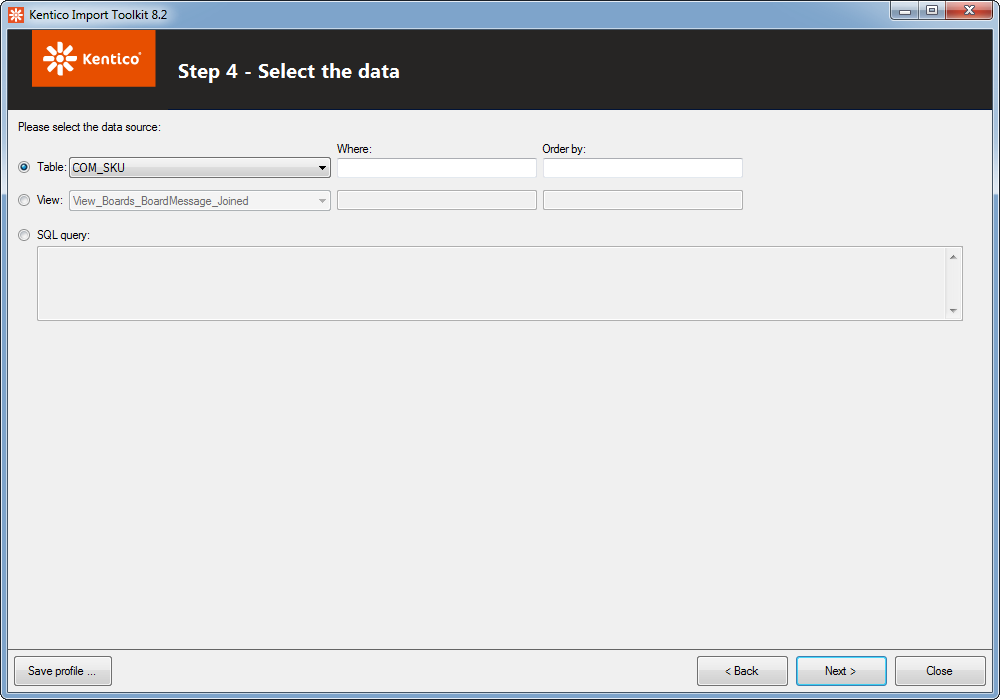 Kentico Import Toolkit 8.2
Kentico
Step 4 - Select the data
Please select the data source:
Where: Order by:
Table: COM_SKU
View: View_Boards_BoardMessage_Joined
SQL query:
Save profile ... < Back Next > Close